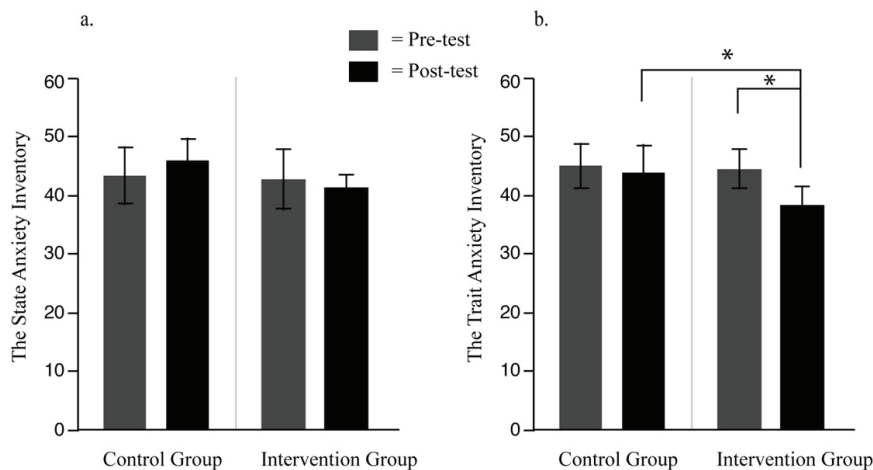 a.
= Pre-test
= Post-test
The State Anxiety Inventory
60
50
40
30
20
10
0
Control Group
Intervention Group
b.
*
*
The Trait Anxiety Inventory
60
50
40
30
20
10
0
Control Group
Intervention Group